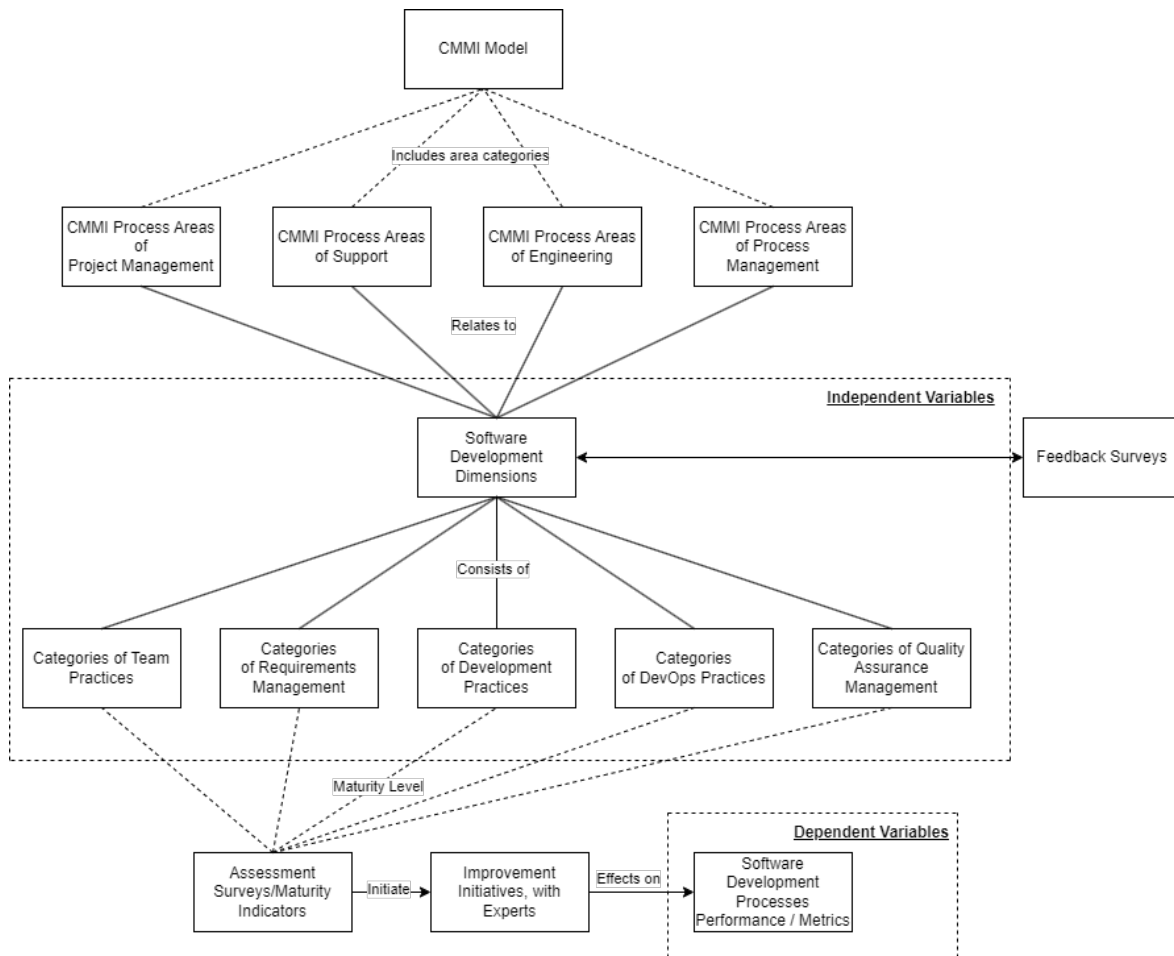 CMMI Model
Includes area categories
CMMI Process Areas
of
Project Management
CMMI Process Areas
of Support
CMMI Process Areas
of Engineering
CMMI Process Areas
of Process
Management
Relates to
Independent Variables
Software
Development
Dimensions
Feedback Surveys
Consists of
Categories of Team
Practices
Categories
of Requirements
Management
Categories
of Development
Practices
Categories
of DevOps Practices
Categories of Quality
Assurance
Management
Maturity Level
Dependent Variables
Assessment
Surveys/Maturity
Indicators
Initiate
Improvement
Initiatives, with
Experts
Effects on
Software
Development
Processes
Performance / Metrics